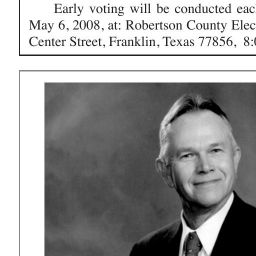 Early voting will be conducted eac
May 6, 2008, at: Robertson County Elec
Center Street, Franklin, Texas 77856, 8:0